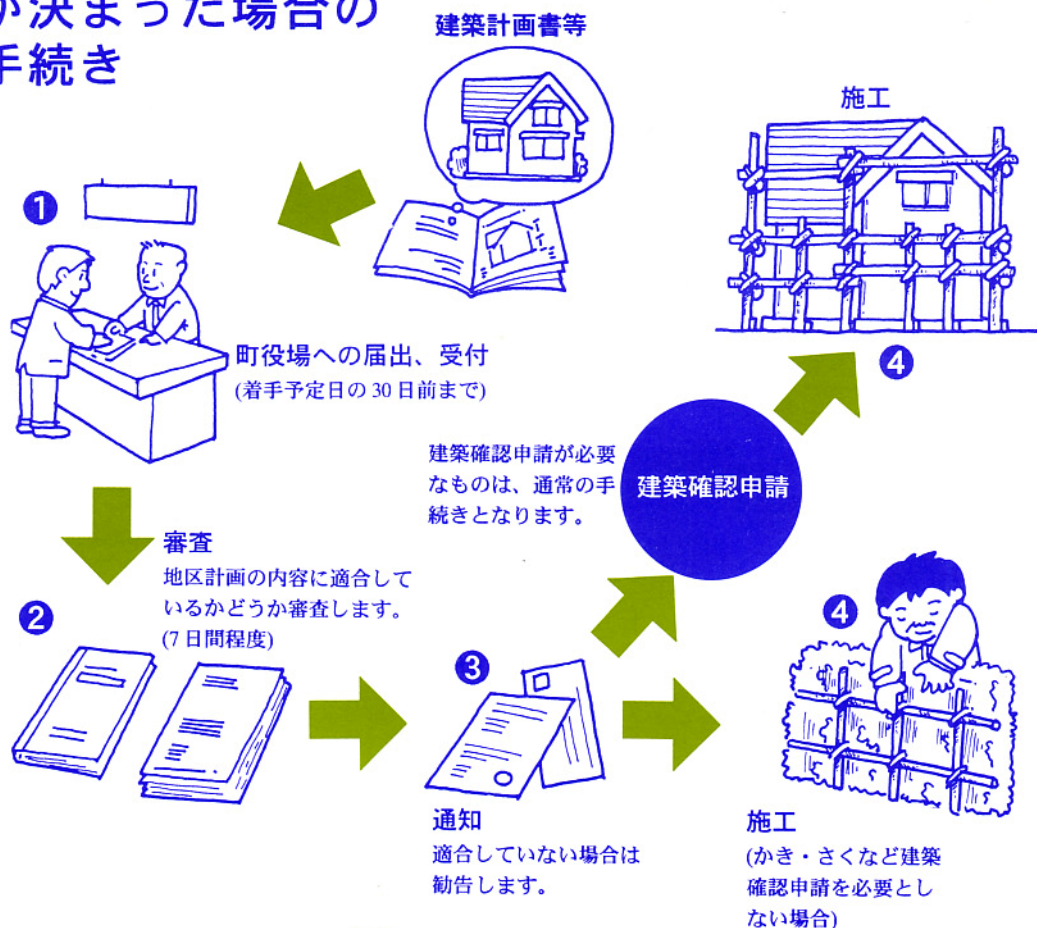 が決まった場合の
手続き
建築計画書等
施工
1
町役場への届出、受付
(着手予定日の 30 日前まで)
建築確認申請が必要
なものは、通常の手
続きとなります。
建築確認申請
4
審査
地区計画の内容に適合して
いるかどうか審査します。
(7 日間程度)
2
3
通知
適合していない場合は
勧告します。
4
施工
(かき・さくなど建築
確認申請を必要とし
ない場合)